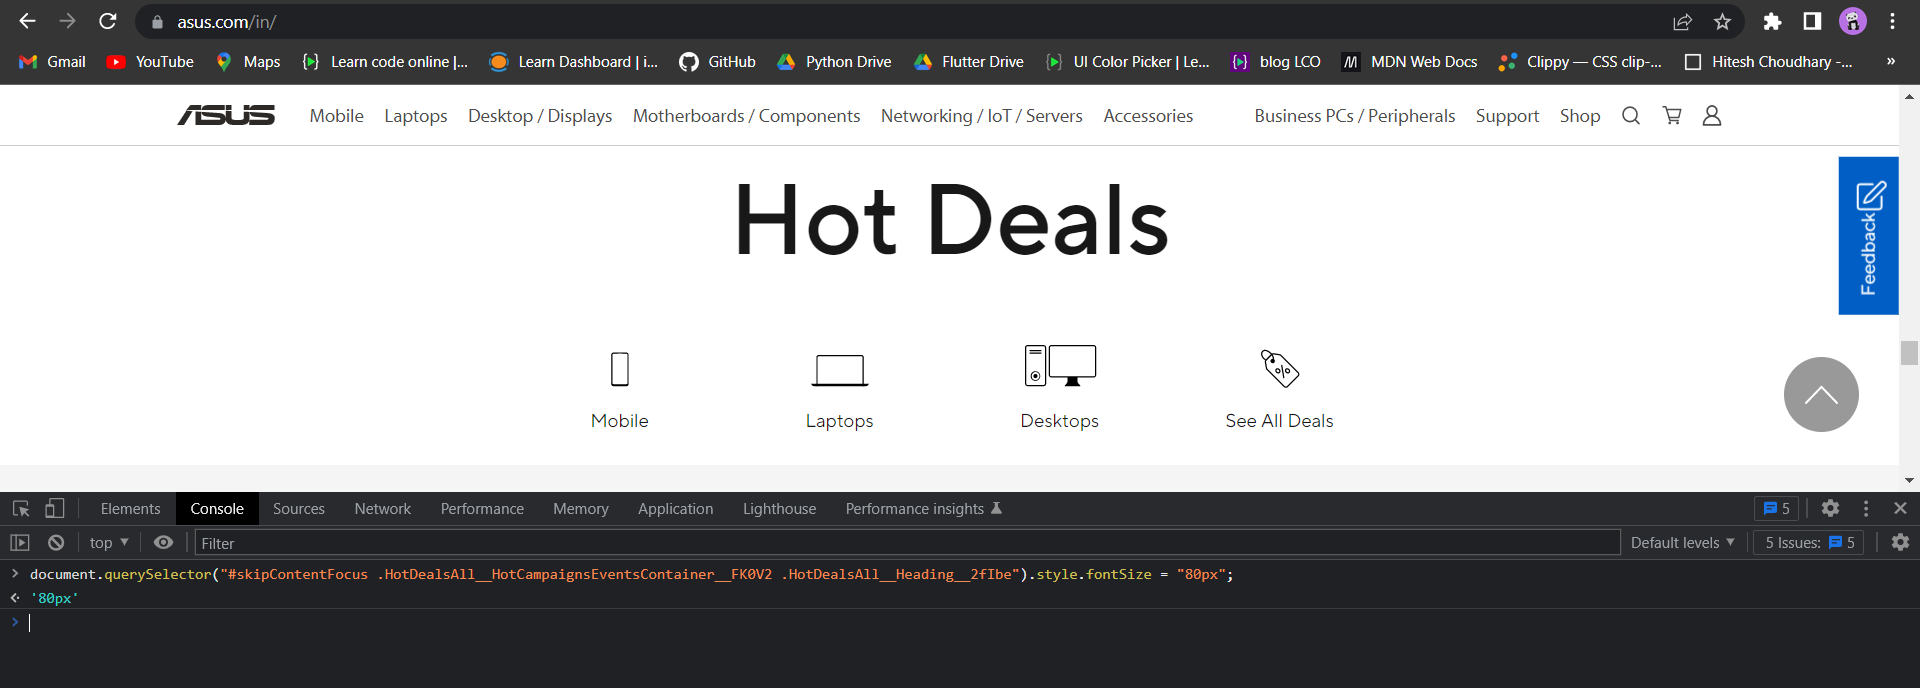 asus.com/in/
Gmail YouTube Maps Learn code online |... Learn Dashboard | i... GitHub Python Drive Flutter Drive UI Color Picker | Le... blog LCO MDN Web Docs Clippy — CSS clip-... Hitesh Choudhary -... »
ASUS Mobile Laptops Desktop / Displays Motherboards / Components Networking / IoT / Servers Accessories Business PCs / Peripherals Support Shop
Hot Deals
Feedback
Mobile Laptops Desktops See All Deals
Elements Console Sources Network Performance Memory Application Lighthouse Performance insights 5
top Filter Default levels 5 Issues: 5
document.querySelector("#skipContentFocus .HotDealsAll__HotCampaignsEventsContainer__FK0V2 .HotDealsAll__Heading__2fIbe").style.fontSize = "80px";
'80px'